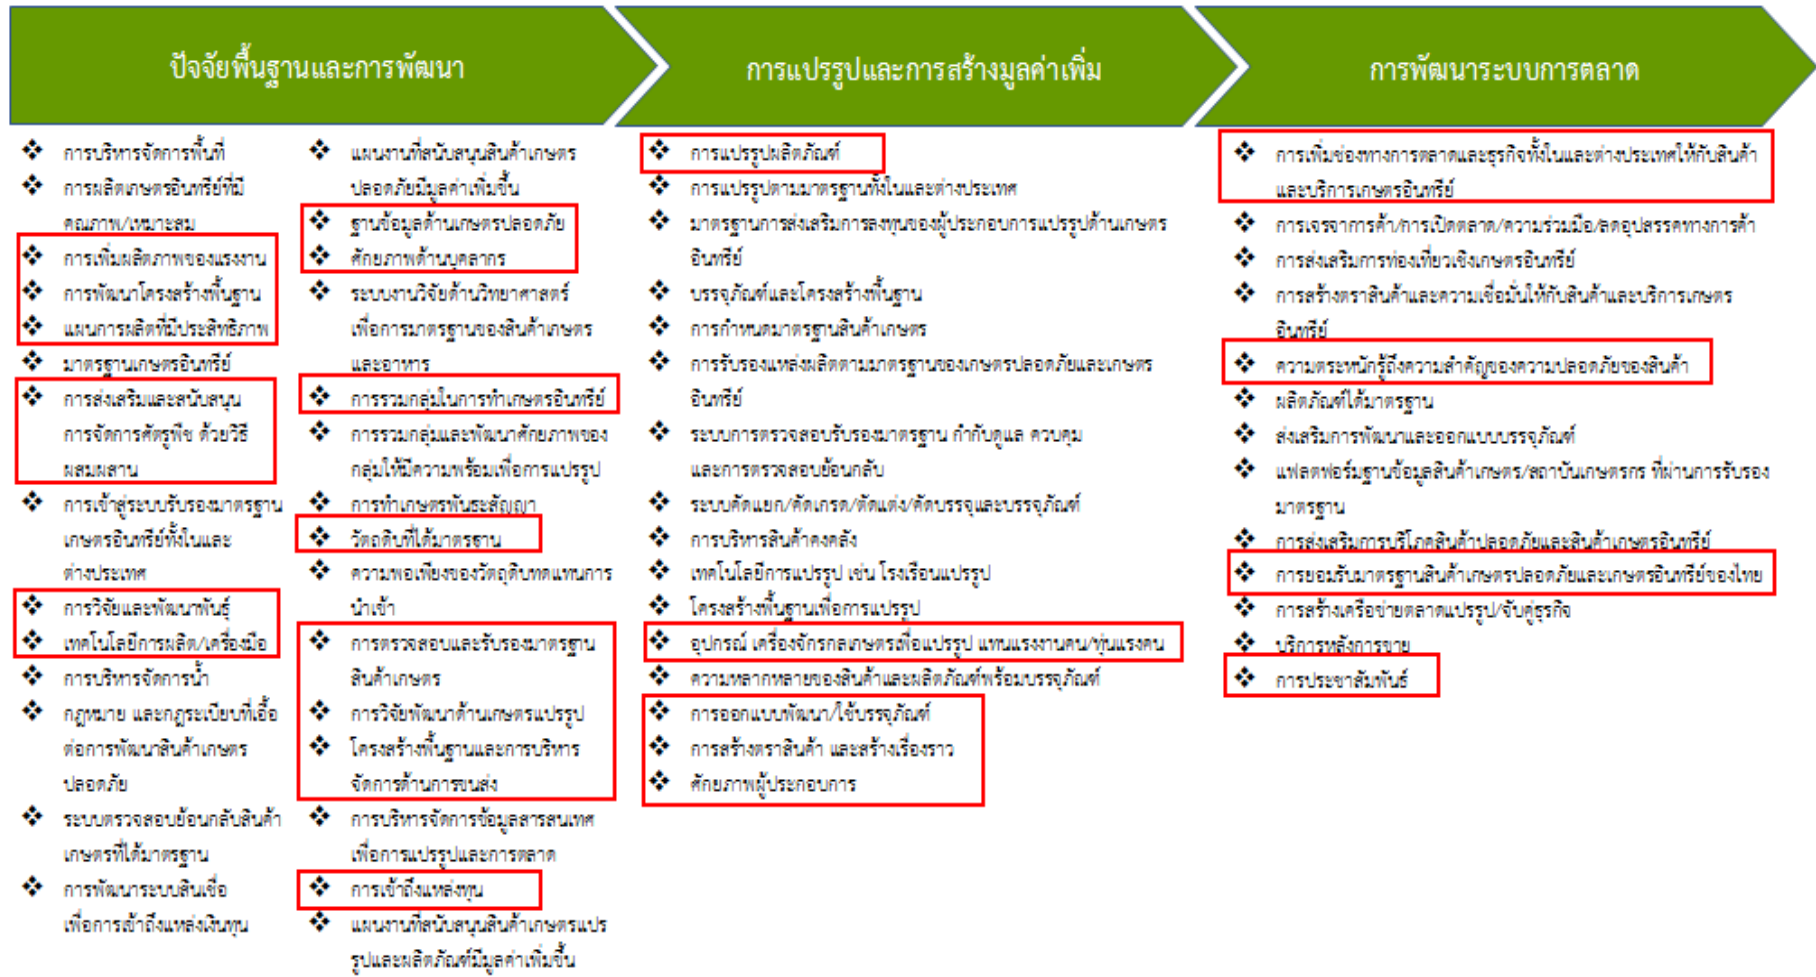 ปัจจัยพื้นฐานและการพัฒนา
การแปรรูปและการสร้างมูลค่าเพิ่ม
การพัฒนาระบบการตลาด
การบริหารจัดการพื้นที่
การผลิตเกษตรอินทรีย์ที่มี
คุณภาพ/เหมาะสม
การเพิ่มผลิตภาพของแรงงาน
การพัฒนาโครงสร้างพื้นฐาน
แผนการผลิตที่มีประสิทธิภาพ
มาตรฐานเกษตรอินทรีย์
การส่งเสริมและสนับสนุน
การจัดการศัตรูพืช ด้วยวิธี
ผสมผสาน
การเข้าสู่ระบบรับรองมาตรฐาน
เกษตรอินทรีย์ทั้งในและ
ต่างประเทศ
การวิจัยและพัฒนาพันธุ์
เทคโนโลยีการผลิต/เครื่องมือ
การบริหารจัดการน้ำ
กฎหมาย และกฎระเบียบที่เอื้อ
ต่อการพัฒนาสินค้าเกษตร
ปลอดภัย
ระบบตรวจสอบย้อนกลับสินค้า
เกษตรที่ได้มาตรฐาน
การพัฒนาระบบสินเชื่อ
เพื่อการเข้าถึงแหล่งเงินทุน
แผนงานที่สนับสนุนสินค้าเกษตร
ปลอดภัยมีมูลค่าเพิ่มขึ้น
ฐานข้อมูลด้านเกษตรปลอดภัย
ศักยภาพด้านบุคลากร
ระบบงานวิจัยด้านวิทยาศาสตร์
เพื่อการมาตรฐานของสินค้าเกษตร
และอาหาร
การรวมกลุ่มในการทำเกษตรอินทรีย์
การรวมกลุ่มและพัฒนาศักยภาพของ
กลุ่มให้มีความพร้อมเพื่อการแปรรูป
การทำเกษตรพันธะสัญญา
วัตถุดิบที่ได้มาตรฐาน
ความพอเพียงของวัตถุดิบทดแทนการ
นำเข้า
การตรวจสอบและรับรองมาตรฐาน
สินค้าเกษตร
การวิจัยพัฒนาด้านเกษตรแปรรูป
โครงสร้างพื้นฐานและการบริหาร
จัดการด้านการขนส่ง
การบริหารจัดการข้อมูลสารสนเทศ
เพื่อการแปรรูปและการตลาด
การเข้าถึงแหล่งทุน
แผนงานที่สนับสนุนสินค้าเกษตรแปร
รูปและผลิตภัณฑ์มีมูลค่าเพิ่มขึ้น
การแปรรูปผลิตภัณฑ์
การแปรรูปตามมาตรฐานทั้งในและต่างประเทศ
มาตรฐานการส่งเสริมการลงทุนของผู้ประกอบการแปรรูปด้านเกษตร
อินทรีย์
บรรจุภัณฑ์และโครงสร้างพื้นฐาน
การกำหนดมาตรฐานสินค้าเกษตร
การรับรองแหล่งผลิตตามมาตรฐานของเกษตรปลอดภัยและเกษตร
อินทรีย์
ระบบการตรวจสอบรับรองมาตรฐาน กำกับดูแล ควบคุม
และการตรวจสอบย้อนกลับ
ระบบคัดแยก/คัดเกรด/ตัดแต่ง/คัดบรรจุและบรรจุภัณฑ์
การบริหารสินค้าคงคลัง
เทคโนโลยีการแปรรูป เช่น โรงเรือนแปรรูป
โครงสร้างพื้นฐานเพื่อการแปรรูป
อุปกรณ์ เครื่องจักรกลเกษตรเพื่อแปรรูป แทนแรงงานคน/ทุ่นแรงคน
ความหลากหลายของสินค้าและผลิตภัณฑ์พร้อมบรรจุภัณฑ์
การออกแบบพัฒนา/ใช้บรรจุภัณฑ์
การสร้างตราสินค้า และสร้างเรื่องราว
ศักยภาพผู้ประกอบการ
การเพิ่มช่องทางการตลาดและธุรกิจทั้งในและต่างประเทศให้กับสินค้า
และบริการเกษตรอินทรีย์
การเจรจาการค้า/การเปิดตลาด/ความร่วมมือ/ลดอุปสรรคทางการค้า
การส่งเสริมการท่องเที่ยวเชิงเกษตรอินทรีย์
การสร้างตราสินค้าและความเชื่อมั่นให้กับสินค้าและบริการเกษตร
อินทรีย์
ความตระหนักรู้ถึงความสำคัญของความปลอดภัยของสินค้า
ผลิตภัณฑ์ได้มาตรฐาน
ส่งเสริมการพัฒนาและออกแบบบรรจุภัณฑ์
แฟลตฟอร์มฐานข้อมูลสินค้าเกษตร/สถาบันเกษตรกร ที่ผ่านการรับรอง
มาตรฐาน
การส่งเสริมการบริโภคสินค้าปลอดภัยและสินค้าเกษตรอินทรีย์
การยอมรับมาตรฐานสินค้าเกษตรปลอดภัยและเกษตรอินทรีย์ของไทย
การสร้างเครือข่ายตลาดแปรรูป/จับคู่ธุรกิจ
บริการหลังการขาย
การประชาสัมพันธ์